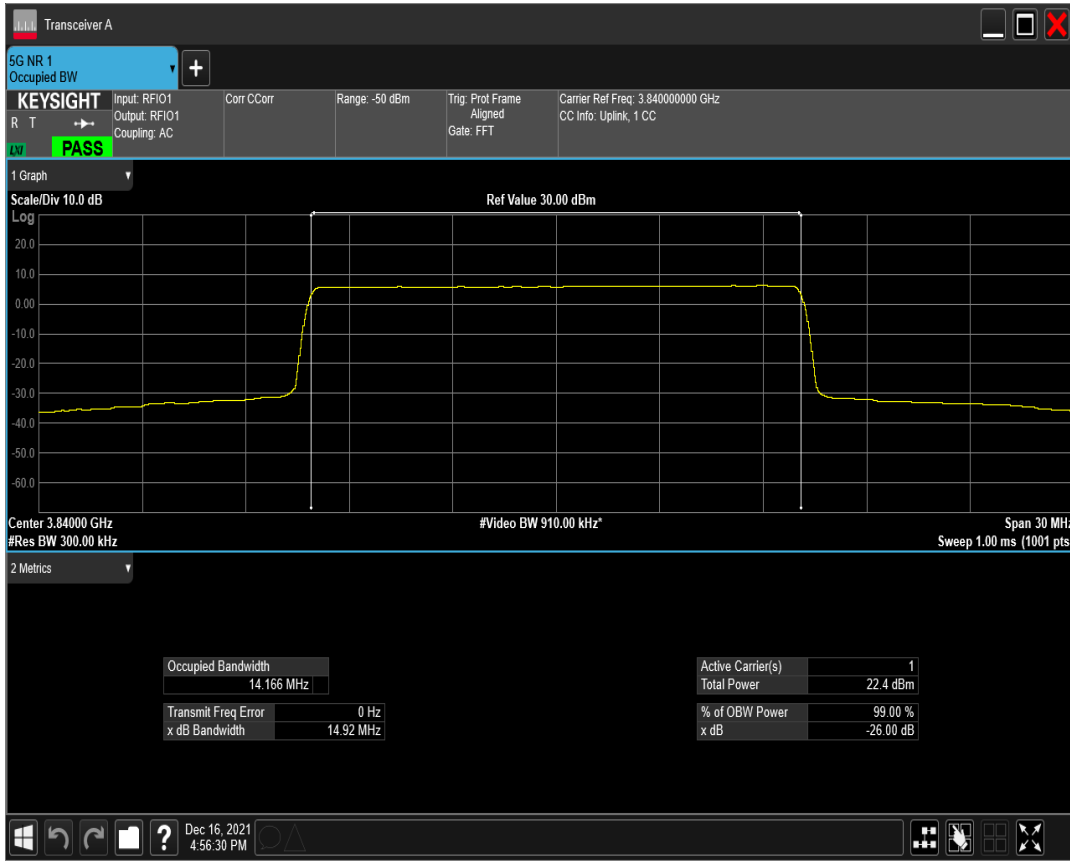 Transceiver A
5G NR 1
Occupied BW
+
KEYSIGHT
R T
LXI
PASS
Input: RFIO1
Output: RFIO1
Coupling: AC
Corr CCorr
Range: -50 dBm
Trig: Prot Frame
Aligned
Gate: FFT
Carrier Ref Freq: 3.840000000 GHz
CC Info: Uplink, 1 CC
1 Graph
Scale/Div 10.0 dB
Ref Value 30.00 dBm
Log
20.0
10.0
0.00
-10.0
-20.0
-30.0
-40.0
-50.0
-60.0
Center 3.84000 GHz
#Video BW 910.00 kHz*
Span 30 MHz
#Res BW 300.00 kHz
Sweep 1.00 ms (1001 pts
2 Metrics
Occupied Bandwidth
14.166 MHz
Transmit Freq Error 0 Hz
x dB Bandwidth 14.92 MHz
Active Carrier(s) 1
Total Power 22.4 dBm
% of OBW Power 99.00 %
x dB -26.00 dB
?
Dec 16, 2021
4:56:30 PM